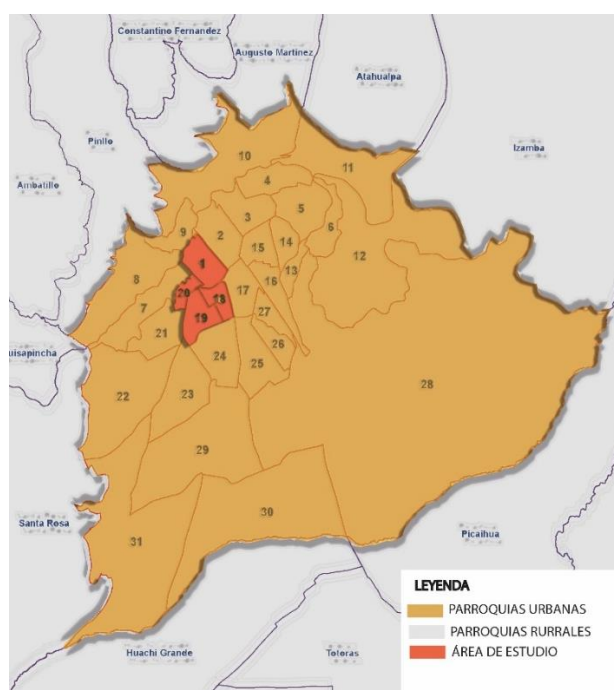 Constantino Fernandez
Augusto Martinez
Atahualpa
Pinllo
Izamba
Ambatillo
10
11
4
5
3
2
9
6
15
14
12
1
13
8
16
20
18
17
7
19
27
21
26
uisapincha
24
25
28
22
23
29
30
Santa Rosa
31
Picaihua
LEYENDA
PARROQUIAS URBANAS
PARROQUIAS RURRALES
ÁREA DE ESTUDIO
Huachi Grande
Totoras